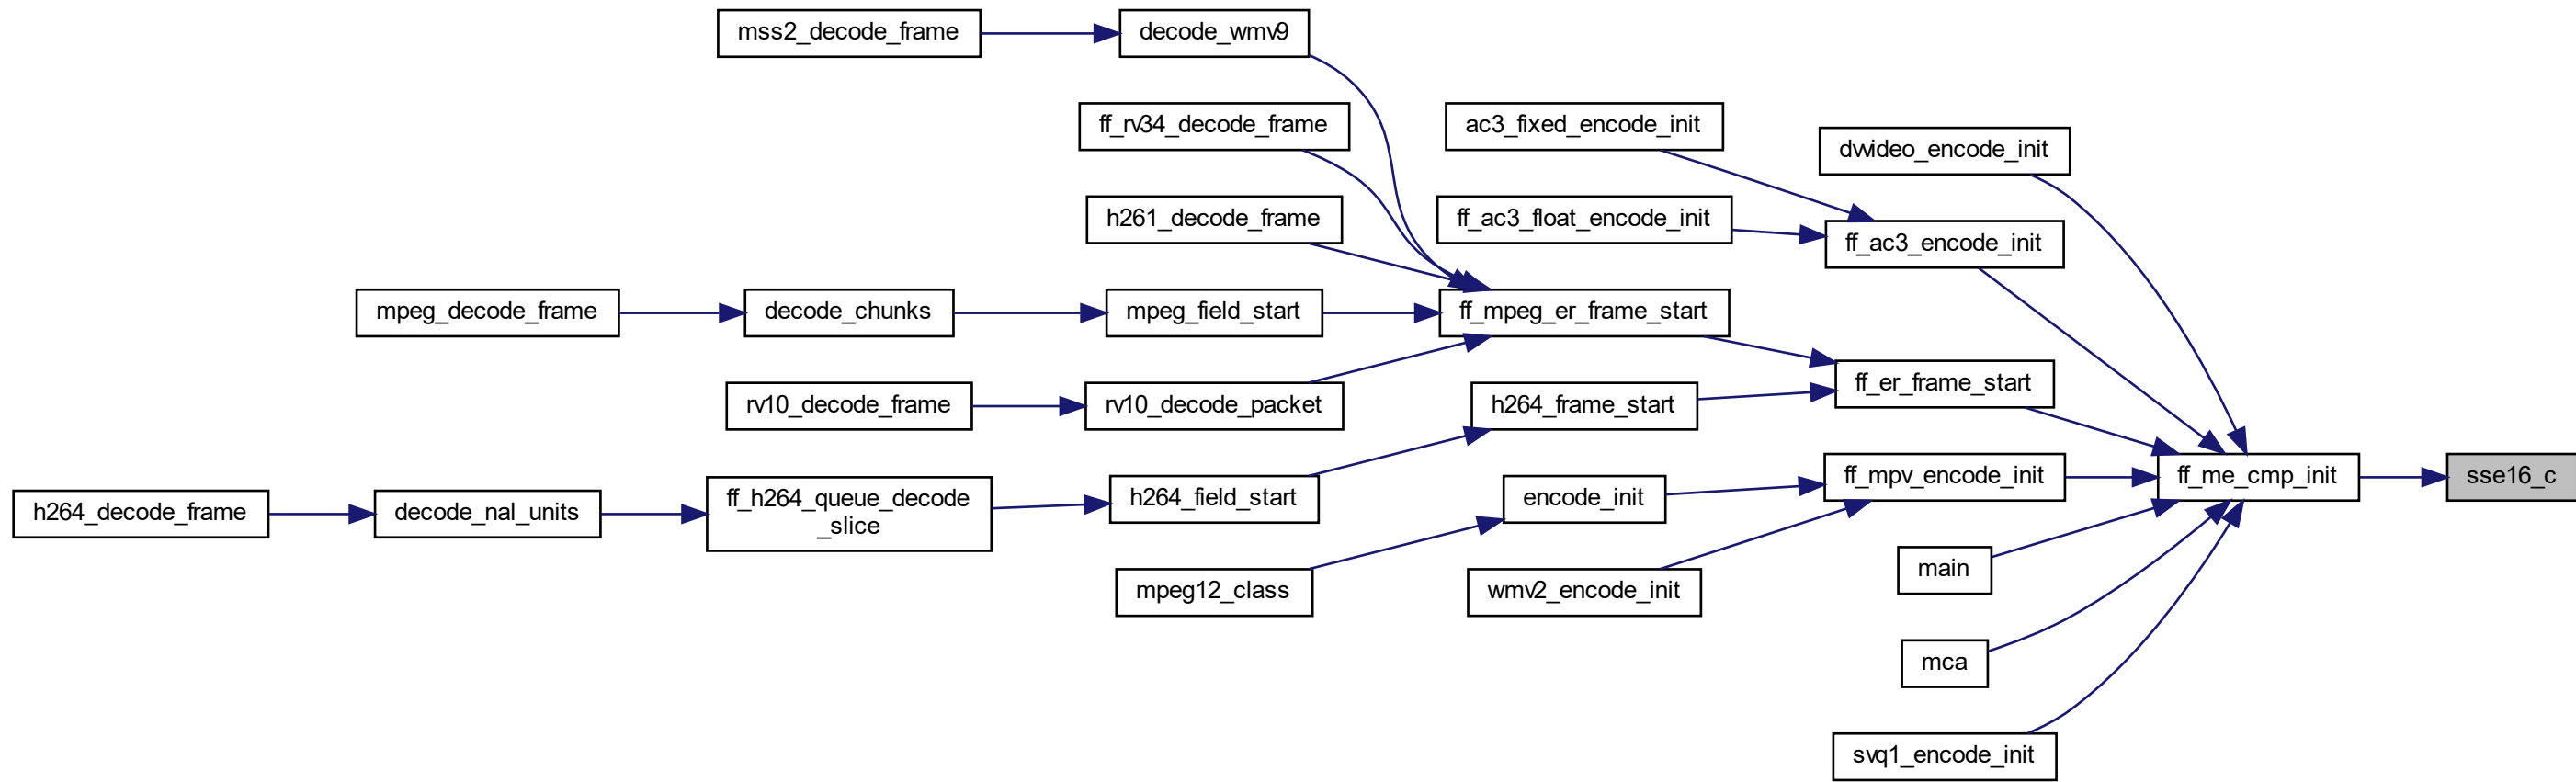 mss2_decode_frame
decode_wmv9
ff_rv34_decode_frame
ac3_fixed_encode_init
dvvideo_encode_init
h261_decode_frame
ff_ac3_float_encode_init
ff_ac3_encode_init
mpeg_decode_frame
decode_chunks
mpeg_field_start
ff_mpeg_er_frame_start
ff_er_frame_start
rv10_decode_frame
rv10_decode_packet
h264_frame_start
h264_decode_frame
decode_nal_units
ff_h264_queue_decode
_slice
h264_field_start
encode_init
ff_mpv_encode_init
ff_me_cmp_init
sse16_c
mpeg12_class
wmv2_encode_init
main
mca
svq1_encode_init